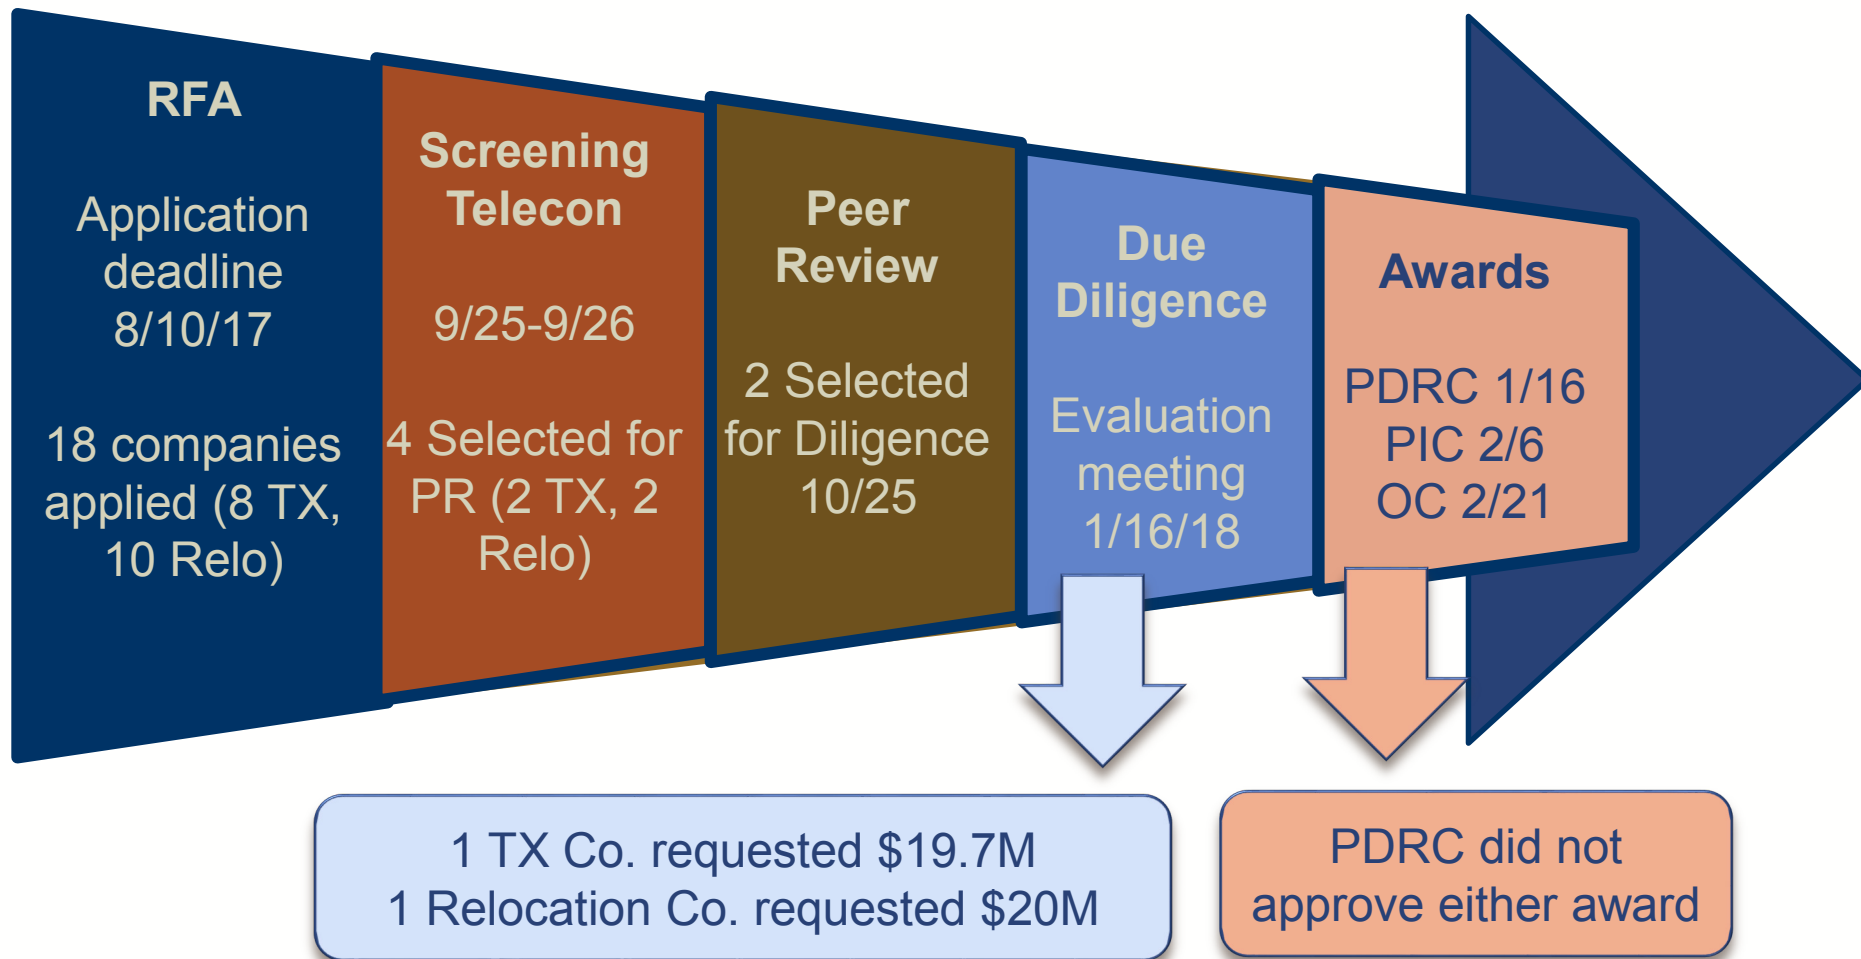 RFA
Application
deadline
8/10/17
18 companies
applied (8 TX,
10 Relo)
Screening
Telecon
9/25-9/26
4 Selected for
PR (2 TX, 2
Relo)
Peer
Review
2 Selected
for Diligence
10/25
Due
Diligence
Evaluation
meeting
1/16/18
Awards
PDRC 1/16
PIC 2/6
OC 2/21
1 TX Co. requested $19.7M
1 Relocation Co. requested $20M
PDRC did not
approve either award